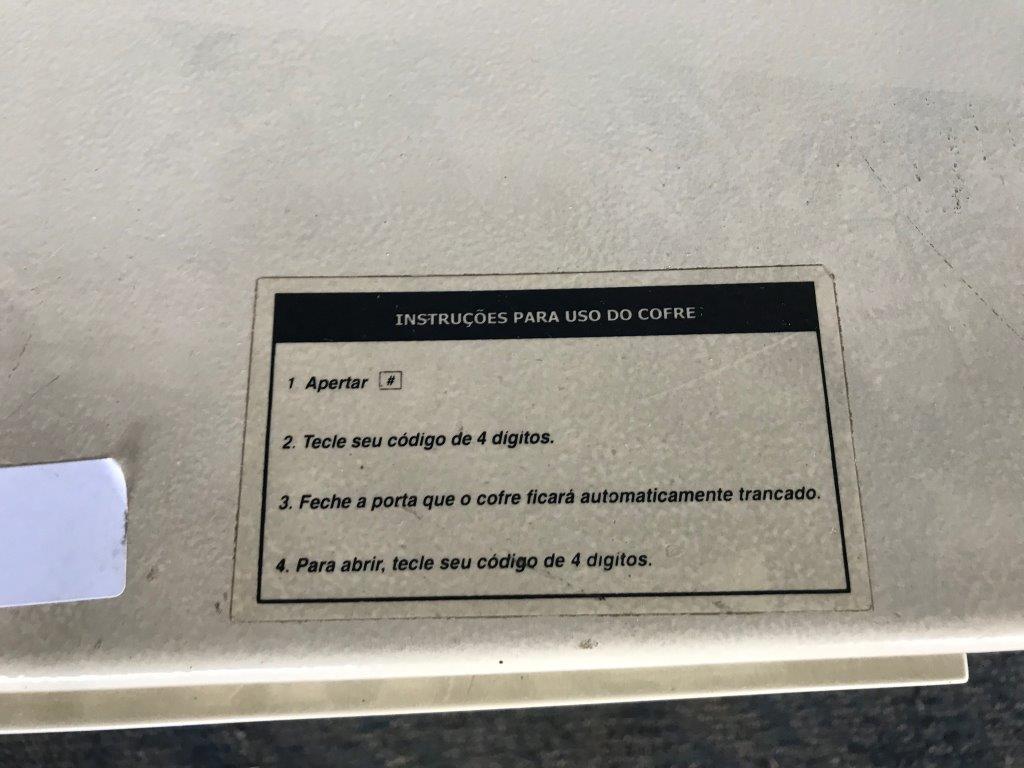 INSTRUÇÕES PARA USO DO COFRE
1 Apertar #
2. Tecle seu código de 4 dígitos.
3. Feche a porta que o cofre ficará automaticamente trancado.
4. Para abrir, tecle seu código de 4 dígitos.